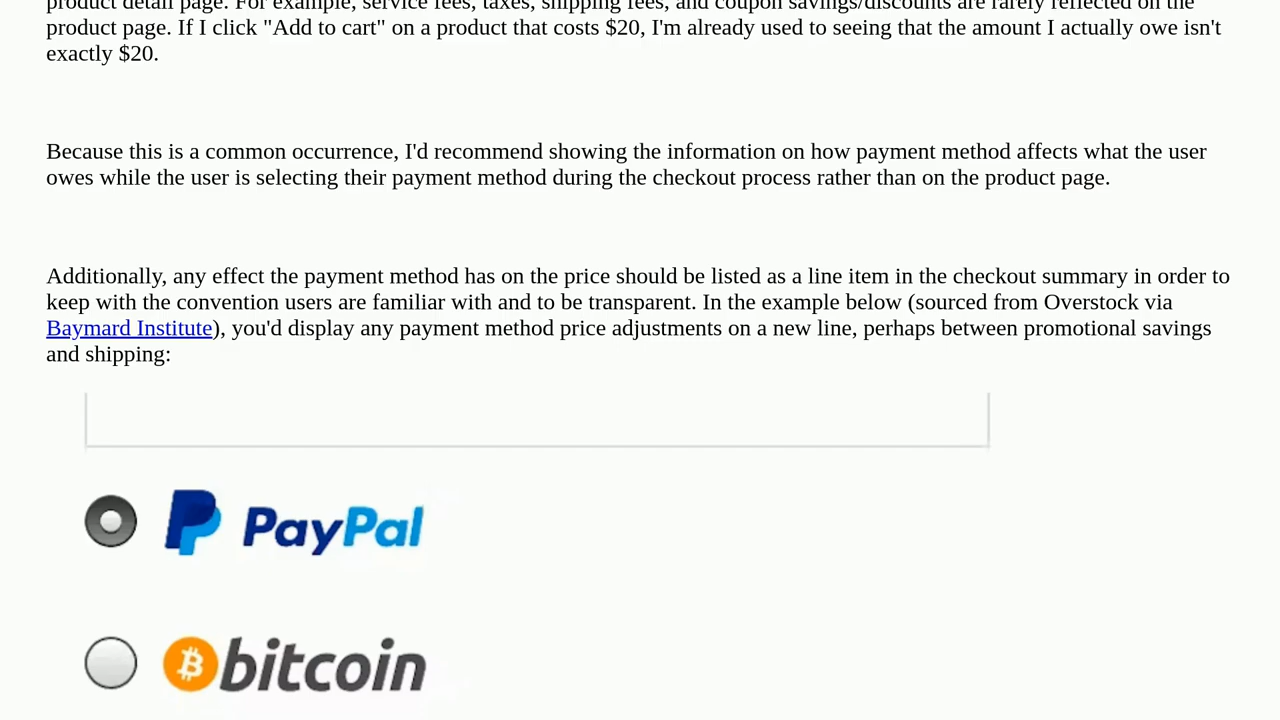 product detail page. For example, service fees, taxes, shipping fees, and coupon savings/discounts are rarely reflected on the
product page. If I click "Add to cart" on a product that costs $20, I'm already used to seeing that the amount I actually owe isn't
exactly $20.
Because this is a common occurrence, I'd recommend showing the information on how payment method affects what the user
owes while the user is selecting their payment method during the checkout process rather than on the product page.
Additionally, any effect the payment method has on the price should be listed as a line item in the checkout summary in order to
keep with the convention users are familiar with and to be transparent. In the example below (sourced from Overstock via
Baymard Institute), you'd display any payment method price adjustments on a new line, perhaps between promotional savings
and shipping:
PayPal
bitcoin